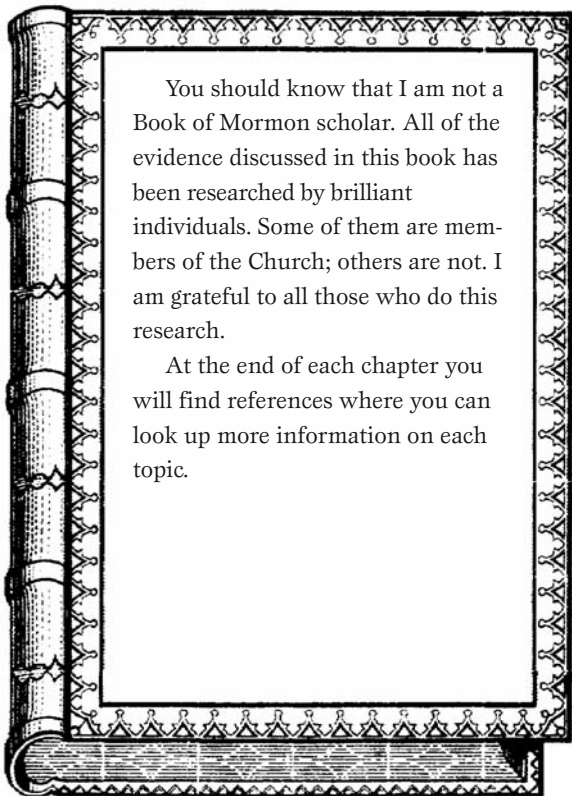 You should know that I am not a
Book of Mormon scholar. All of the
evidence discussed in this book has
been researched by brilliant
individuals. Some of them are mem-
bers of the Church; others are not. I
am grateful to all those who do this
research.
At the end of each chapter you
will find references where you can
look up more information on each
topic.